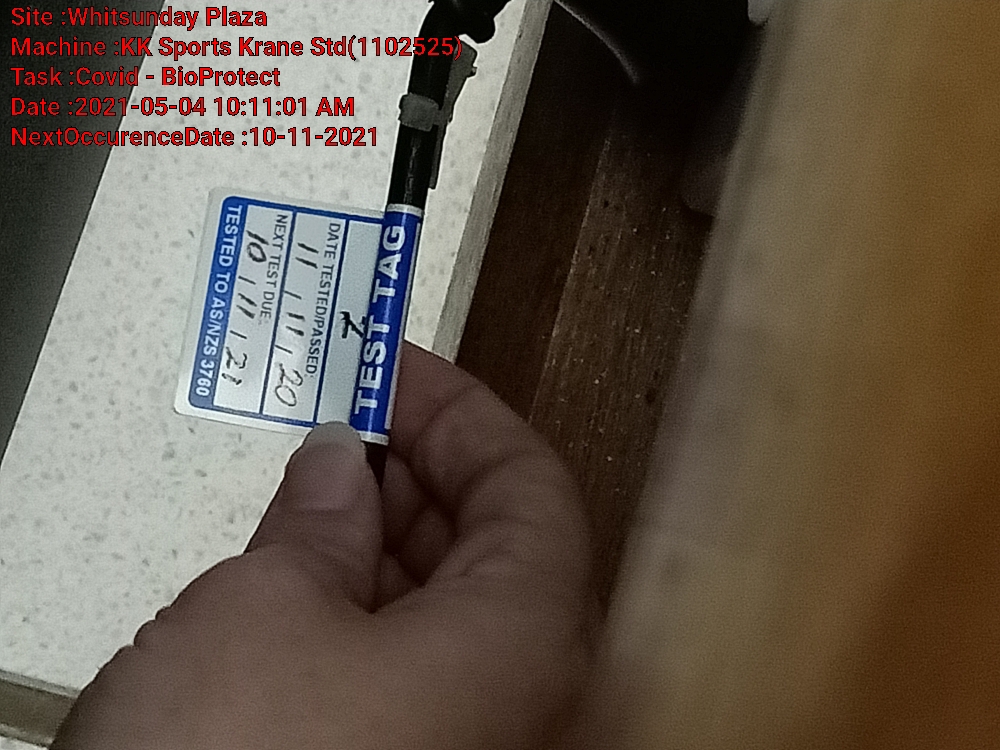 Site :Whitsunday Plaza
Machine :KK Sports Krane Std(1102525)
Task :Covid - BioProtect
Date :2021-05-04 10:11:01 AM
NextOccurenceDate :10-11-2021
TEST TAG
DATE TESTED/PASSED:
11 / 11 / 20
NEXT TEST DUE:
10 / 11 / 21
TESTED TO AS/NZS 3760